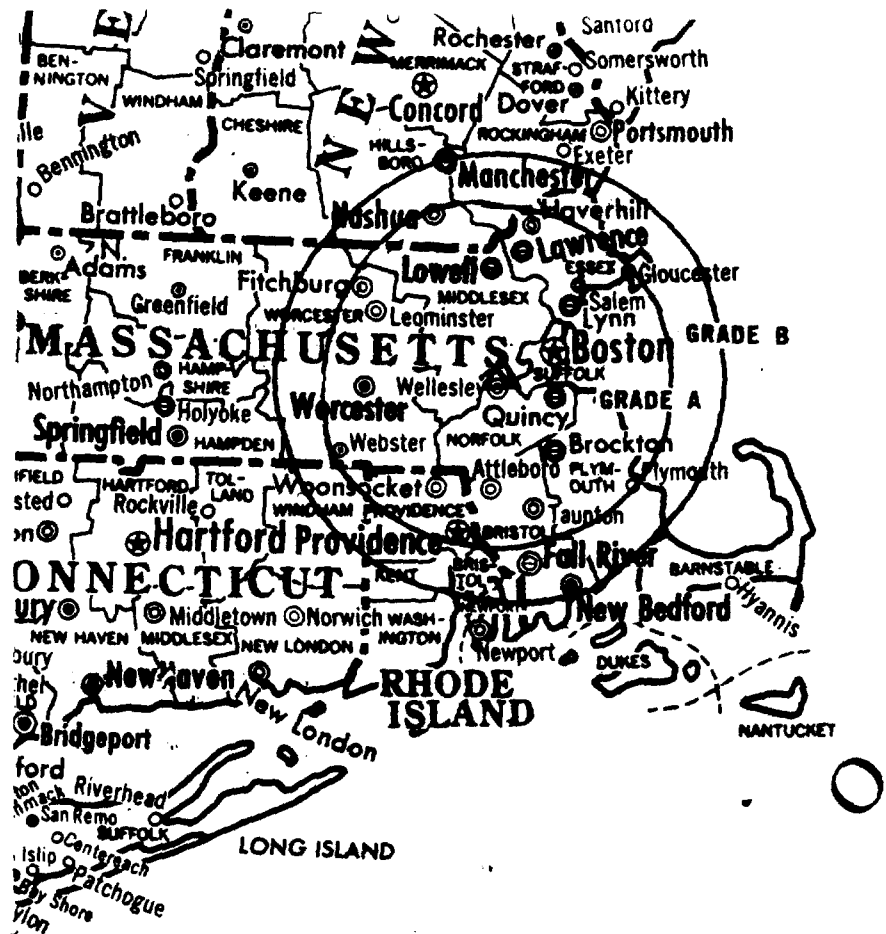 Sanford
Rochester
Claremont
Somersworth
MERRIMACK
STRAF-
FORD
BEN-
NINGTON
Springfield
Kittery
WINDHAM
Concord
Dover
CHESHIRE
ROCKINGHAM
Portsmouth
HILLS-
BORO
Exeter
Bennington
NEW
Keene
Manchester
Brattleboro
Nashua
Haverhill
N.
Adams
FRANKLIN
Lawrence
Lowell
ESSEX
Gloucester
BERK-
SHIRE
Fitchburg
MIDDLESEX
Greenfield
Salem
WORCESTER
Leominster
Lynn
MASSACHUSETTS
Boston
GRADE B
HAMP-
SHIRE
SUFFOLK
Northampton
Wellesley
Holyoke
Worcester
GRADE A
Quincy
Springfield
HAMPDEN
Webster
NORFOLK
Brockton
HARTFORD
TOL-
LAND
Attleboro
PLYM-
OUTH
Plymouth
Woonsocket
Rockville
WINDHAM
PROVIDENCE
Taunton
Hartford
Providence
BRISTOL
Fall River
KENT
BRIS-
TOL
BARNSTABLE
ONNECTICUT
Hyannis
NEWPORT
New Bedford
Middletown
Norwich
WASH-
INGTON
NEW HAVEN
MIDDLESEX
NEW LONDON
Newport
DUKES
New Haven
RHODE
ISLAND
New London
NANTUCKET
Bridgeport
Riverhead
San Remo
SUFFOLK
Centereach
LONG ISLAND
Islip
Patchogue
Bay Shore